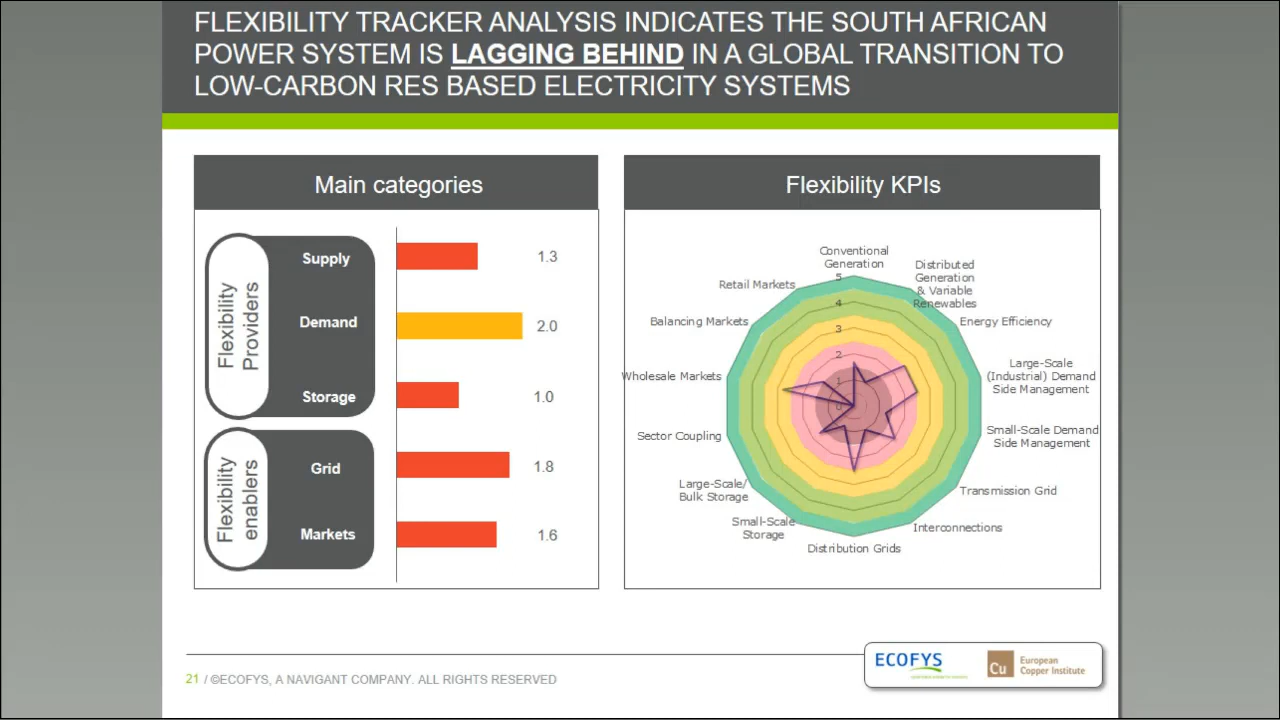 FLEXIBILITY TRACKER ANALYSIS INDICATES THE SOUTH AFRICAN
POWER SYSTEM IS LAGGING BEHIND IN A GLOBAL TRANSITION TO
LOW-CARBON RES BASED ELECTRICITY SYSTEMS
Main categories
Flexibility
Providers
Supply
1.3
Demand
2.0
Storage
1.0
Flexibility
enablers
Grid
1.8
Markets
1.6
Flexibility KPIs
Conventional
Generation
Distributed
Generation
& Variable
Renewables
Energy Efficiency
Large-Scale
(Industrial) Demand
Side Management
Small-Scale Demand
Side Management
Transmission Grid
Interconnections
Distribution Grids
Small-Scale
Storage
Large-Scale/
Bulk Storage
Sector Coupling
Wholesale Markets
Balancing Markets
Retail Markets
5
4
3
2
1
0
21 / ©ECOFYS, A NAVIGANT COMPANY. ALL RIGHTS RESERVED
ECOFYS
Cu
European
Copper Institute